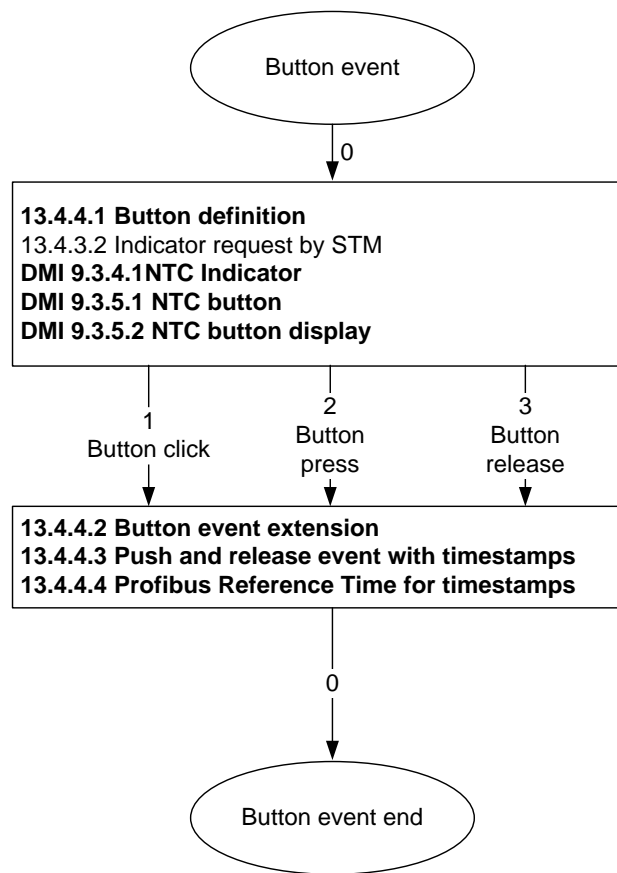 Button event
0
13.4.4.1 Button definition
13.4.3.2 Indicator request by STM
DMI 9.3.4.1NTC Indicator
DMI 9.3.5.1 NTC button
DMI 9.3.5.2 NTC button display
1
Button click
2
Button
press
3
Button
release
13.4.4.2 Button event extension
13.4.4.3 Push and release event with timestamps
13.4.4.4 Profibus Reference Time for timestamps
0
Button event end